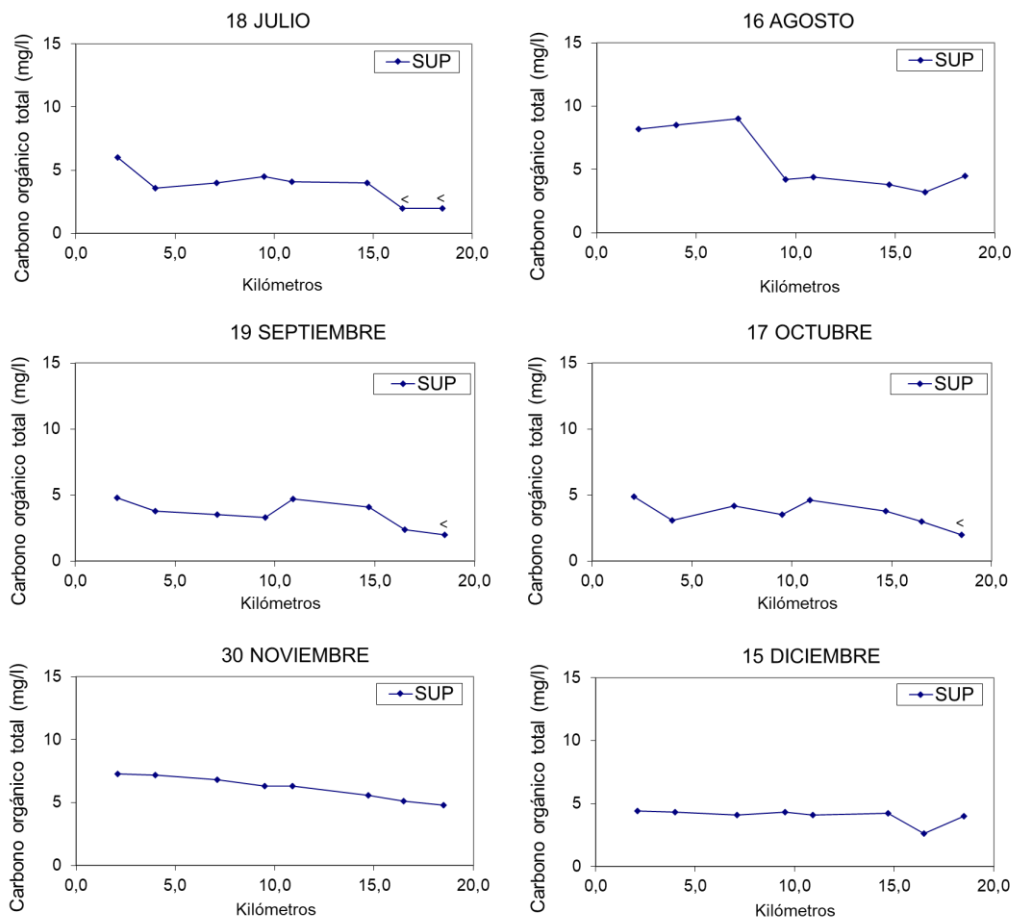 18 JULIO
Carbono orgánico total (mg/l)
15
10
5
0
SUP
<
<
0,0
5,0
10,0
15,0
20,0
Kilómetros
16 AGOSTO
Carbono orgánico total (mg/l)
15
10
5
0
SUP
0,0
5,0
10,0
15,0
20,0
Kilómetros
19 SEPTIEMBRE
Carbono orgánico total (mg/l)
15
10
5
0
SUP
<
0,0
5,0
10,0
15,0
20,0
Kilómetros
17 OCTUBRE
Carbono orgánico total (mg/l)
15
10
5
0
SUP
<
0,0
5,0
10,0
15,0
20,0
Kilómetros
30 NOVIEMBRE
Carbono orgánico total (mg/l)
15
10
5
0
SUP
0,0
5,0
10,0
15,0
20,0
Kilómetros
15 DICIEMBRE
Carbono orgánico total (mg/l)
15
10
5
0
SUP
0,0
5,0
10,0
15,0
20,0
Kilómetros